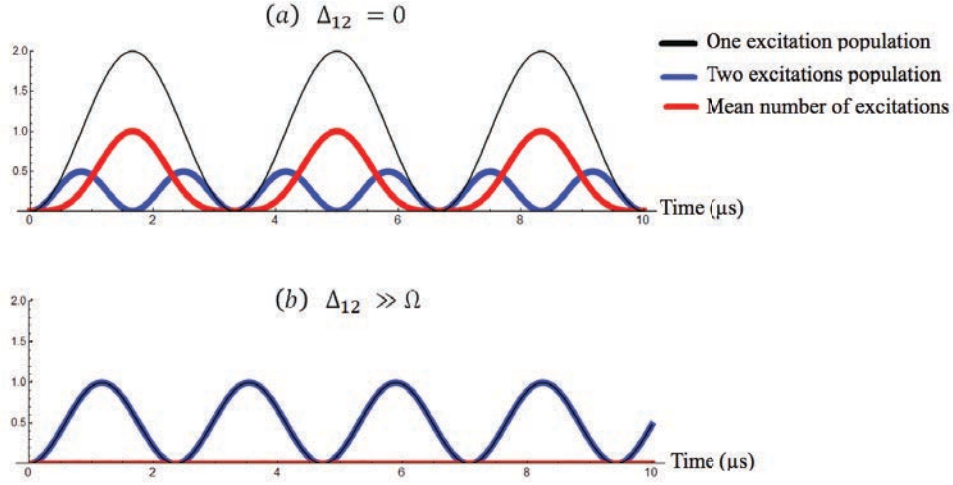 (a) Δ₁₂ = 0
One excitation population
Two excitations population
Mean number of excitations
2.0
1.5
1.0
0.5
0 2 4 6 8 10 Time (μs)
(b) Δ₁₂ ≫ Ω
2.0
1.5
1.0
0.5
0 2 4 6 8 10 Time (μs)